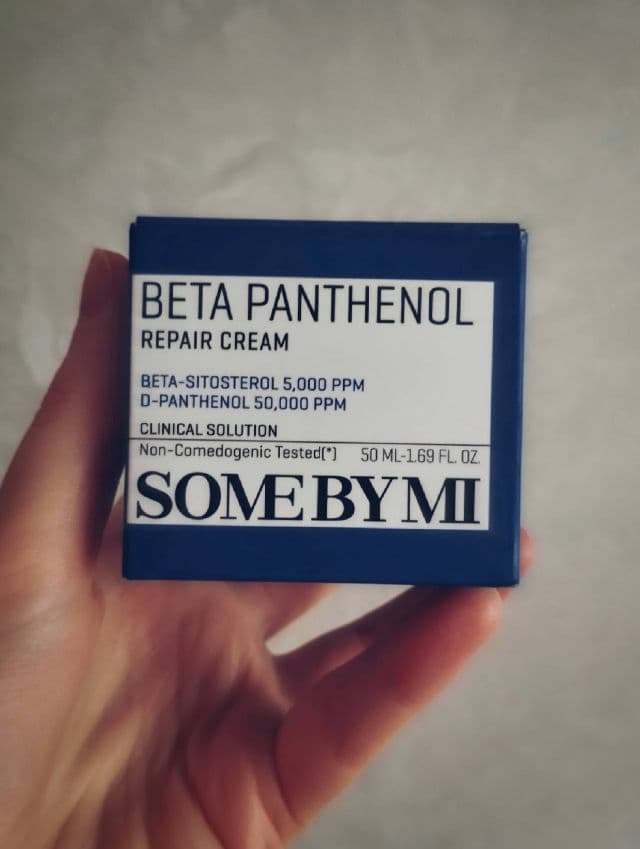 BETA PANTHENOL
REPAIR CREAM
BETA-SITOSTEROL 5,000 PPM
D-PANTHENOL 50,000 PPM
CLINICAL SOLUTION
Non-Comedogenic Tested(*) 50 ML-1.69 FL. OZ.
SOME BY MI